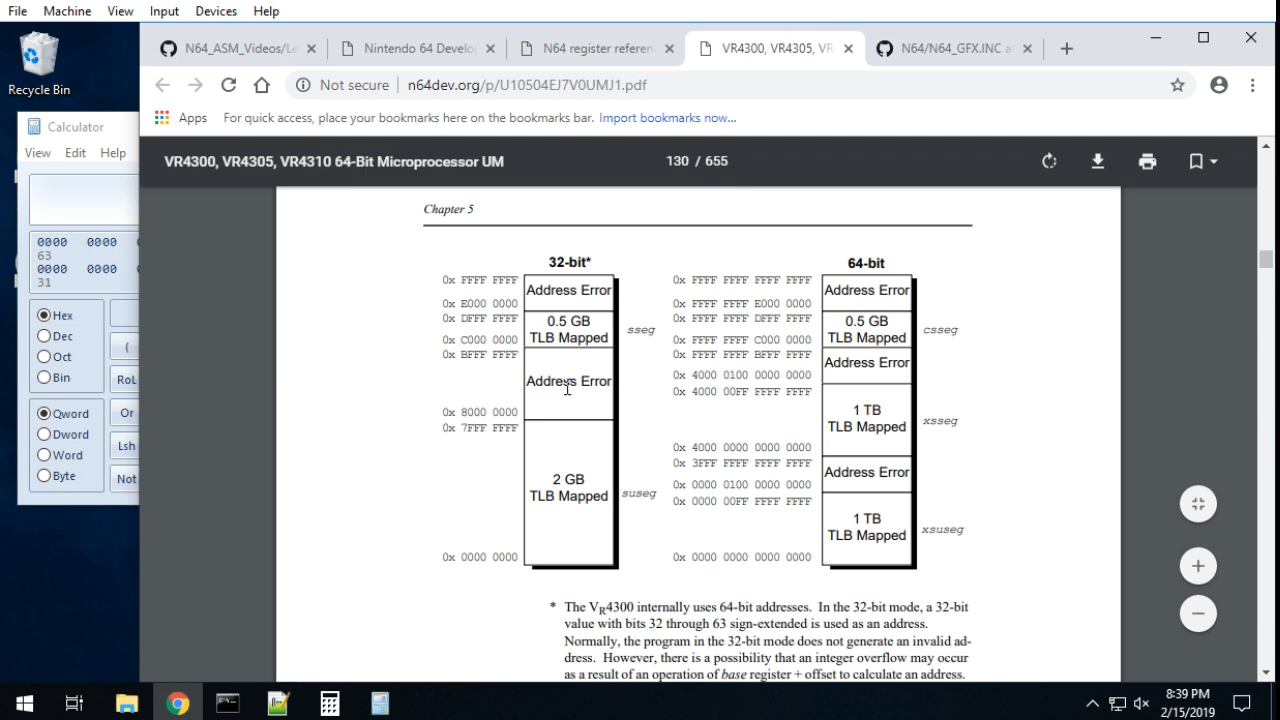 File Machine View Input Devices Help
Recycle Bin
N64_ASM_Videos/Le
Nintendo 64 Develo
N64 register referen
VR4300, VR4305, VR
N64/N64_GFX.INC a
Not secure n64dev.org/p/U10504EJ7V0UMJ1.pdf
Apps For quick access, place your bookmarks here on the bookmarks bar. Import bookmarks now...
Calculator
View Edit Help
0000 0000
63
0000 0000
31
Hex
Dec
Oct
Bin
Qword
Dword
Word
Byte
(
RoL
Or
Lsh
Not
VR4300, VR4305, VR4310 64-Bit Microprocessor UM
130 / 655
Chapter 5
32-bit*
0x FFFF FFFF
Address Error
0x E000 0000
0x DFFF FFFF
0.5 GB
TLB Mapped
sseg
0x C000 0000
0x BFFF FFFF
Address Error
0x 8000 0000
0x 7FFF FFFF
2 GB
TLB Mapped
suseg
0x 0000 0000
64-bit
0x FFFF FFFF FFFF FFFF
Address Error
0x FFFF FFFF E000 0000
0x FFFF FFFF DFFF FFFF
0.5 GB
TLB Mapped
csseg
0x FFFF FFFF C000 0000
0x FFFF FFFF BFFF FFFF
Address Error
0x 4000 0100 0000 0000
0x 4000 00FF FFFF FFFF
1 TB
TLB Mapped
xsseg
0x 4000 0000 0000 0000
0x 3FFF FFFF FFFF FFFF
Address Error
0x 0000 0100 0000 0000
0x 0000 00FF FFFF FFFF
1 TB
TLB Mapped
xsuseg
0x 0000 0000 0000 0000
* The VR4300 internally uses 64-bit addresses. In the 32-bit mode, a 32-bit
value with bits 32 through 63 sign-extended is used as an address.
Normally, the program in the 32-bit mode does not generate an invalid ad-
dress. However, there is a possibility that an integer overflow may occur
as a result of an operation of base register + offset to calculate an address.
8:39 PM
2/15/2019